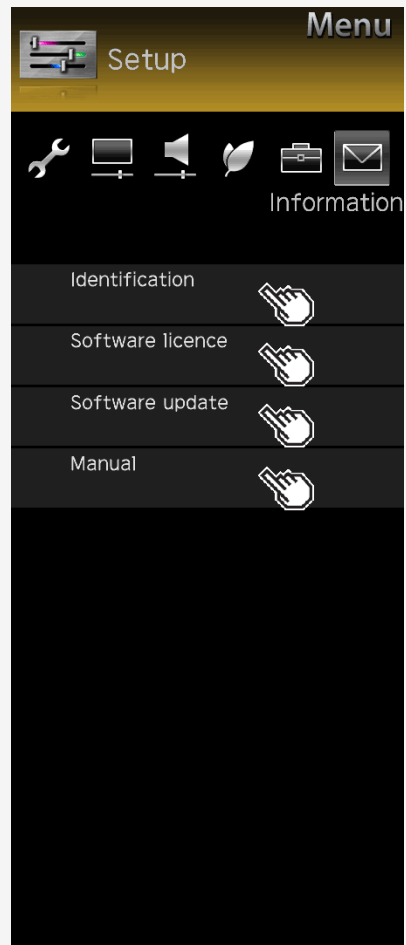 Menu
Setup
Information
Identification
Software licence
Software update
Manual